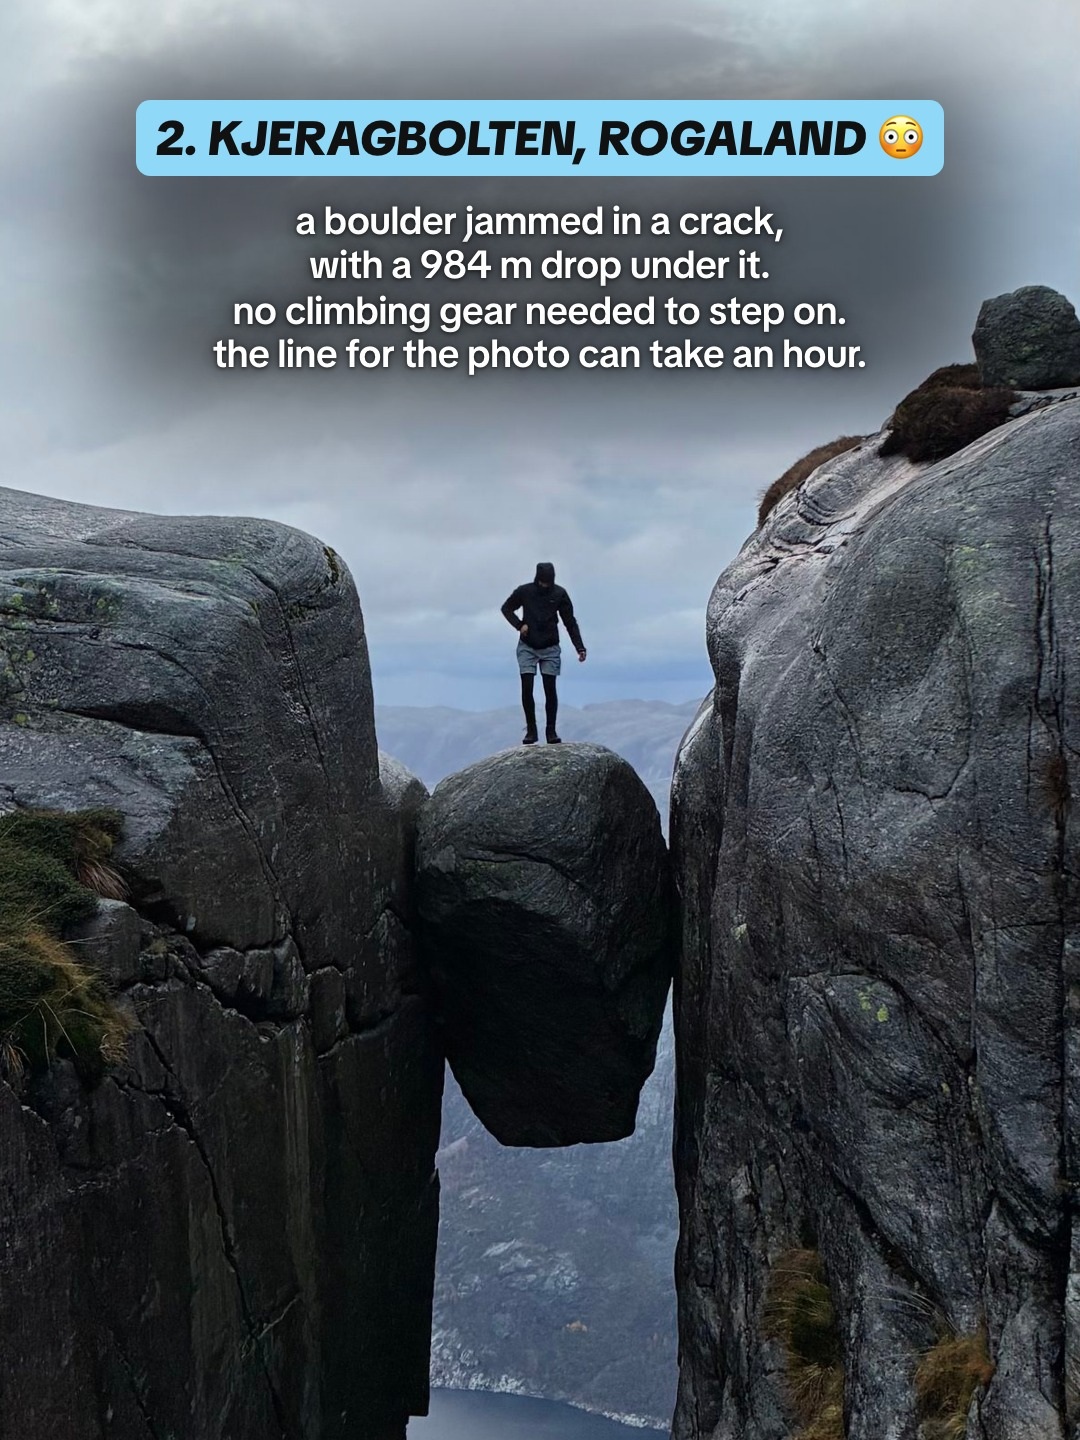 2. KJERAGBOLTEN, ROGALAND 😳
a boulder jammed in a crack,
with a 984 m drop under it.
no climbing gear needed to step on.
the line for the photo can take an hour.